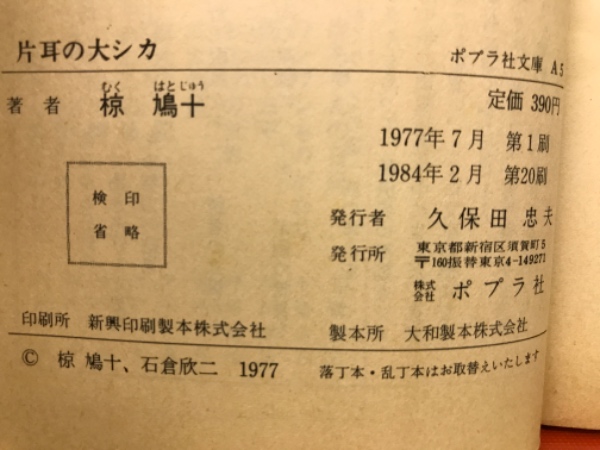 片耳の大シカ
ポプラ社文庫 A5
著者 椋 鳩十
むく はとじゅう
定価 390円
1977年7月 第1刷
1984年2月 第20刷
検印
省略
発行者 久保田 忠夫
発行所 東京都新宿区須賀町5
〒160振替東京4-149271
株式会社 ポプラ社
印刷所 新興印刷製本株式会社
製本所 大和製本株式会社
© 椋 鳩十、石倉欣二 1977
落丁本・乱丁本はお取替えいたします